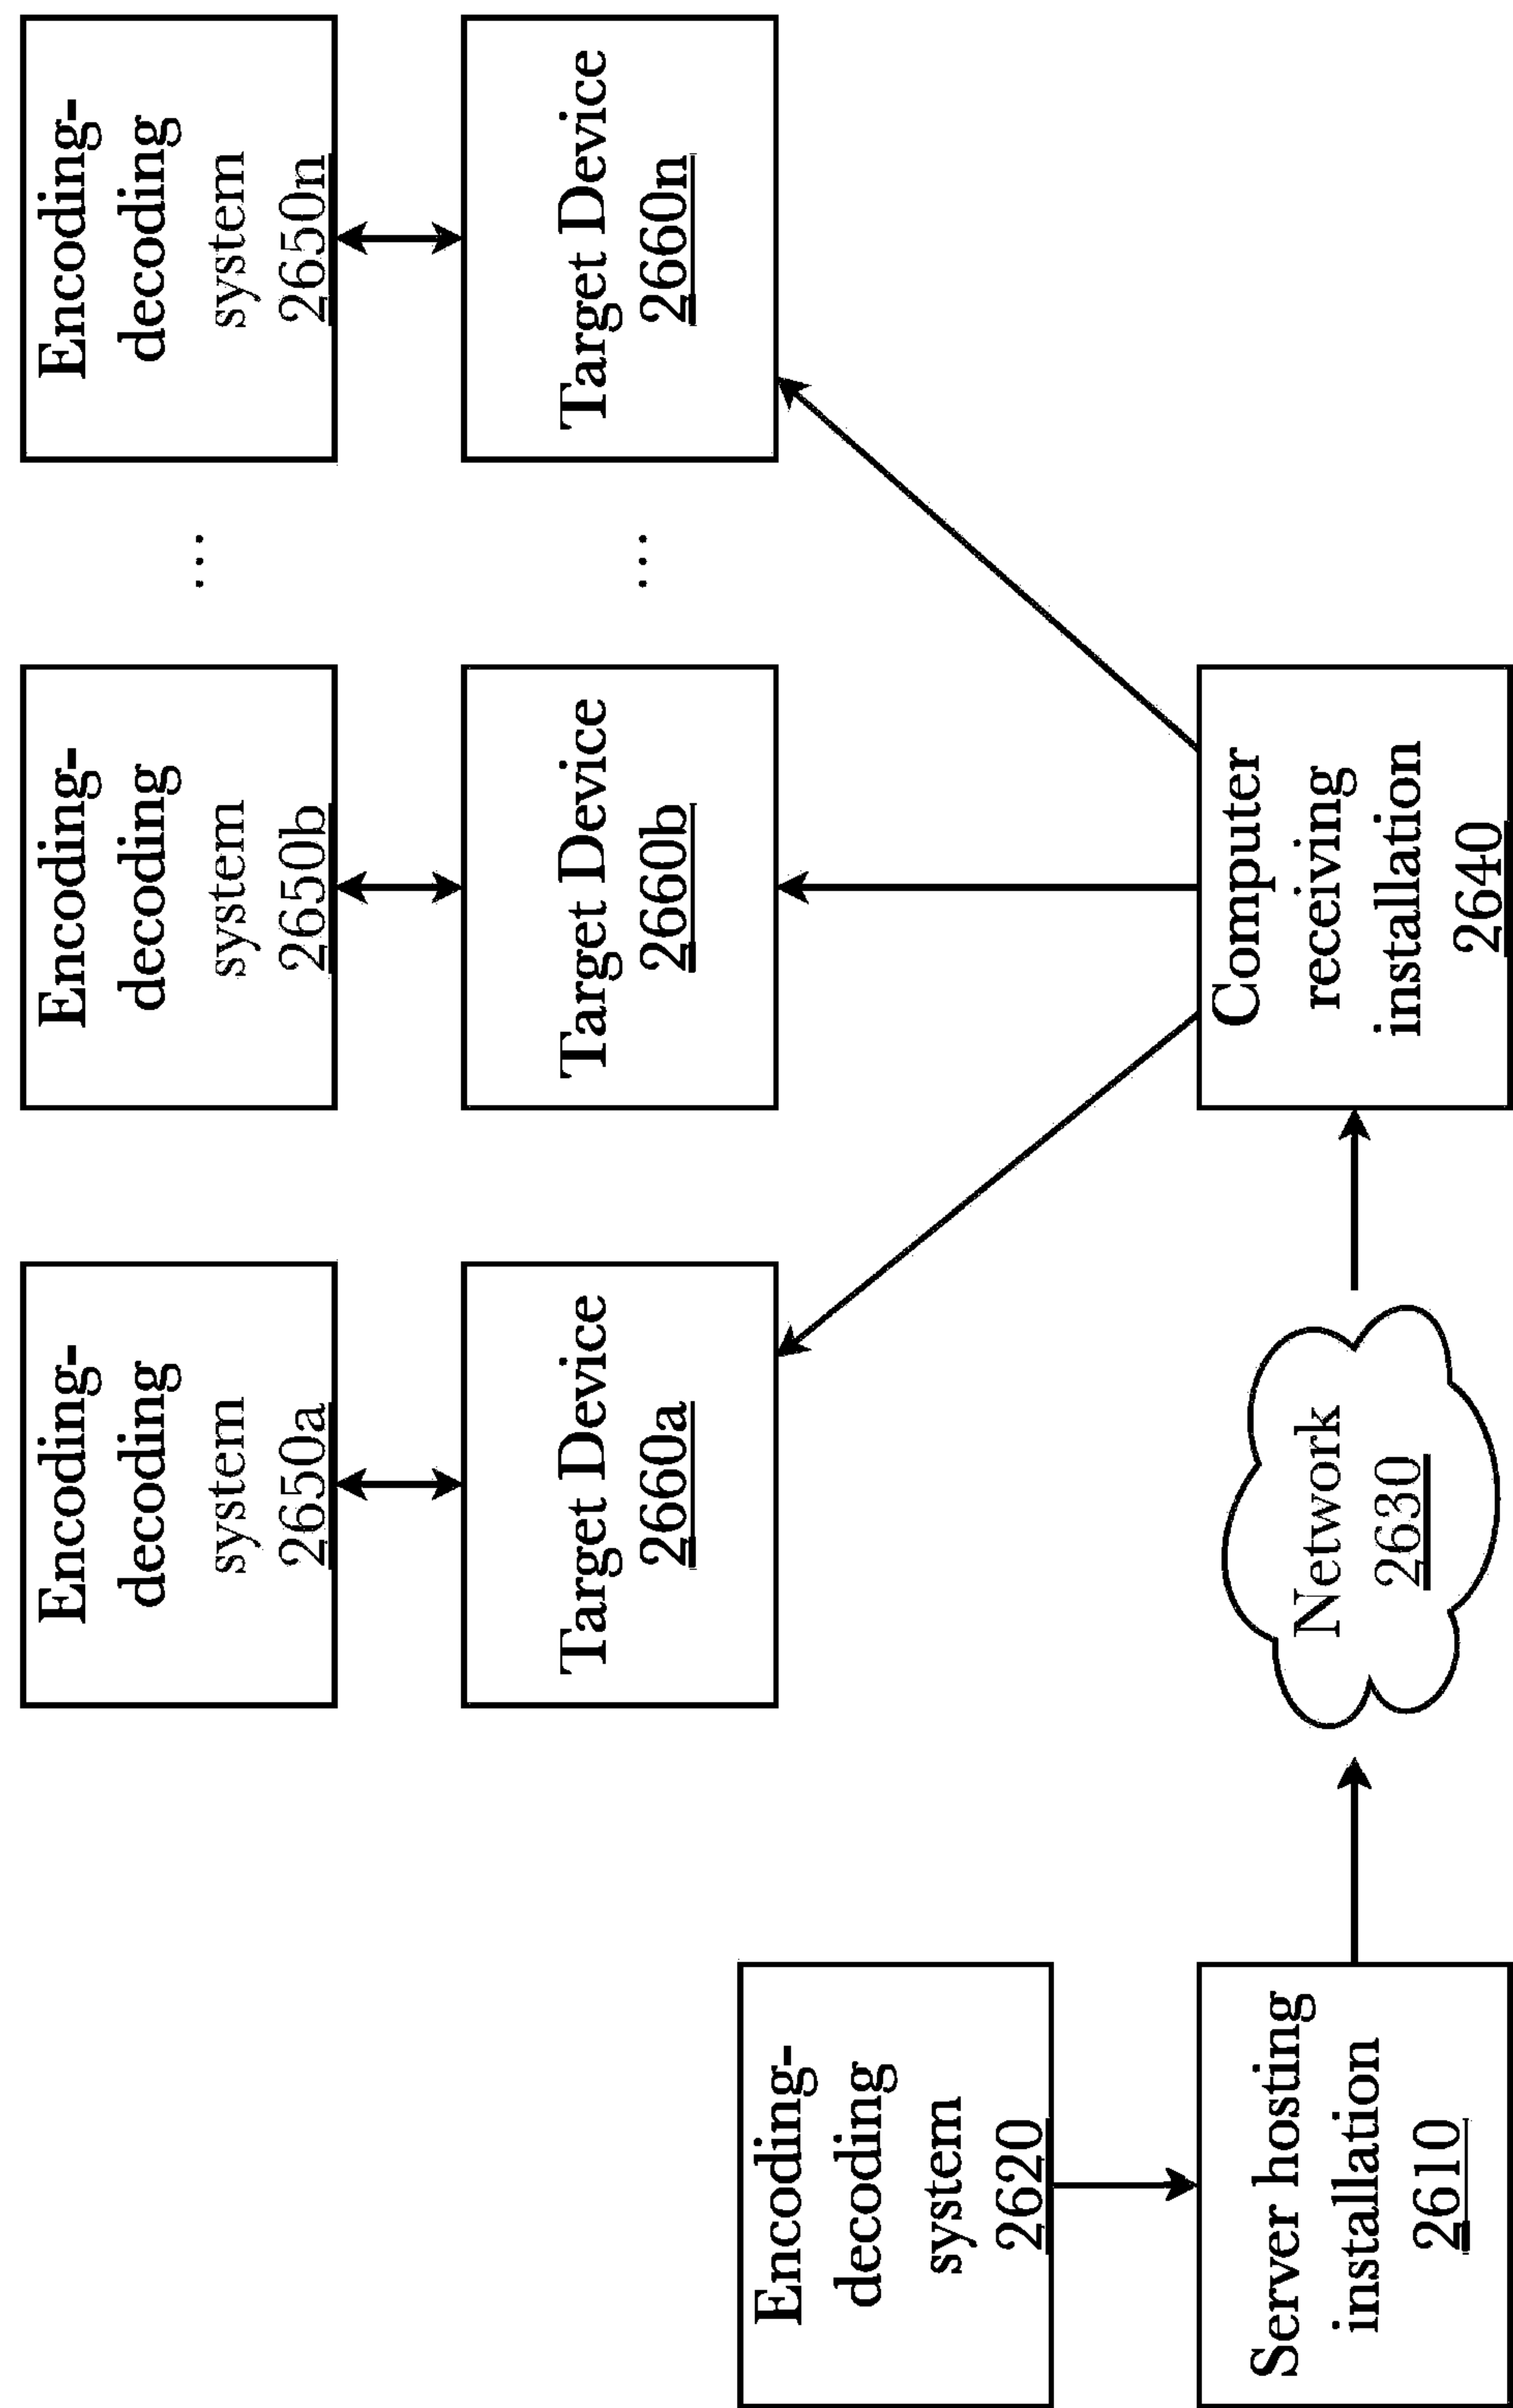 Encoding-
decoding
system
2650a
Encoding-
decoding
system
2650b
...
Encoding-
decoding
system
2650n
Target Device
2660a
Target Device
2660b
...
Target Device
2660n
Encoding-
decoding
system
2620
Server hosting
installation
2610
Network
2630
Computer
receiving
installation
2640